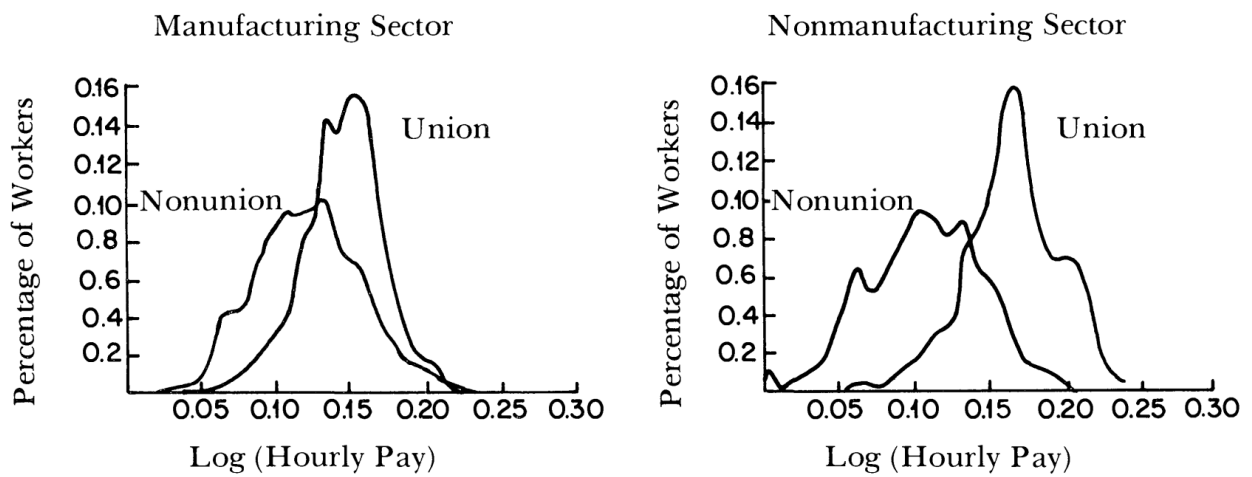 Manufacturing Sector
Percentage of Workers
0.16
0.14
0.12
0.10
0.8
0.6
0.4
0.2
Union
Nonunion
0.05 0.10 0.15 0.20 0.25 0.30
Log (Hourly Pay)
Nonmanufacturing Sector
Percentage of Workers
0.16
0.14
0.12
0.10
0.8
0.6
0.4
0.2
Union
Nonunion
0.05 0.10 0.15 0.20 0.25 0.30
Log (Hourly Pay)